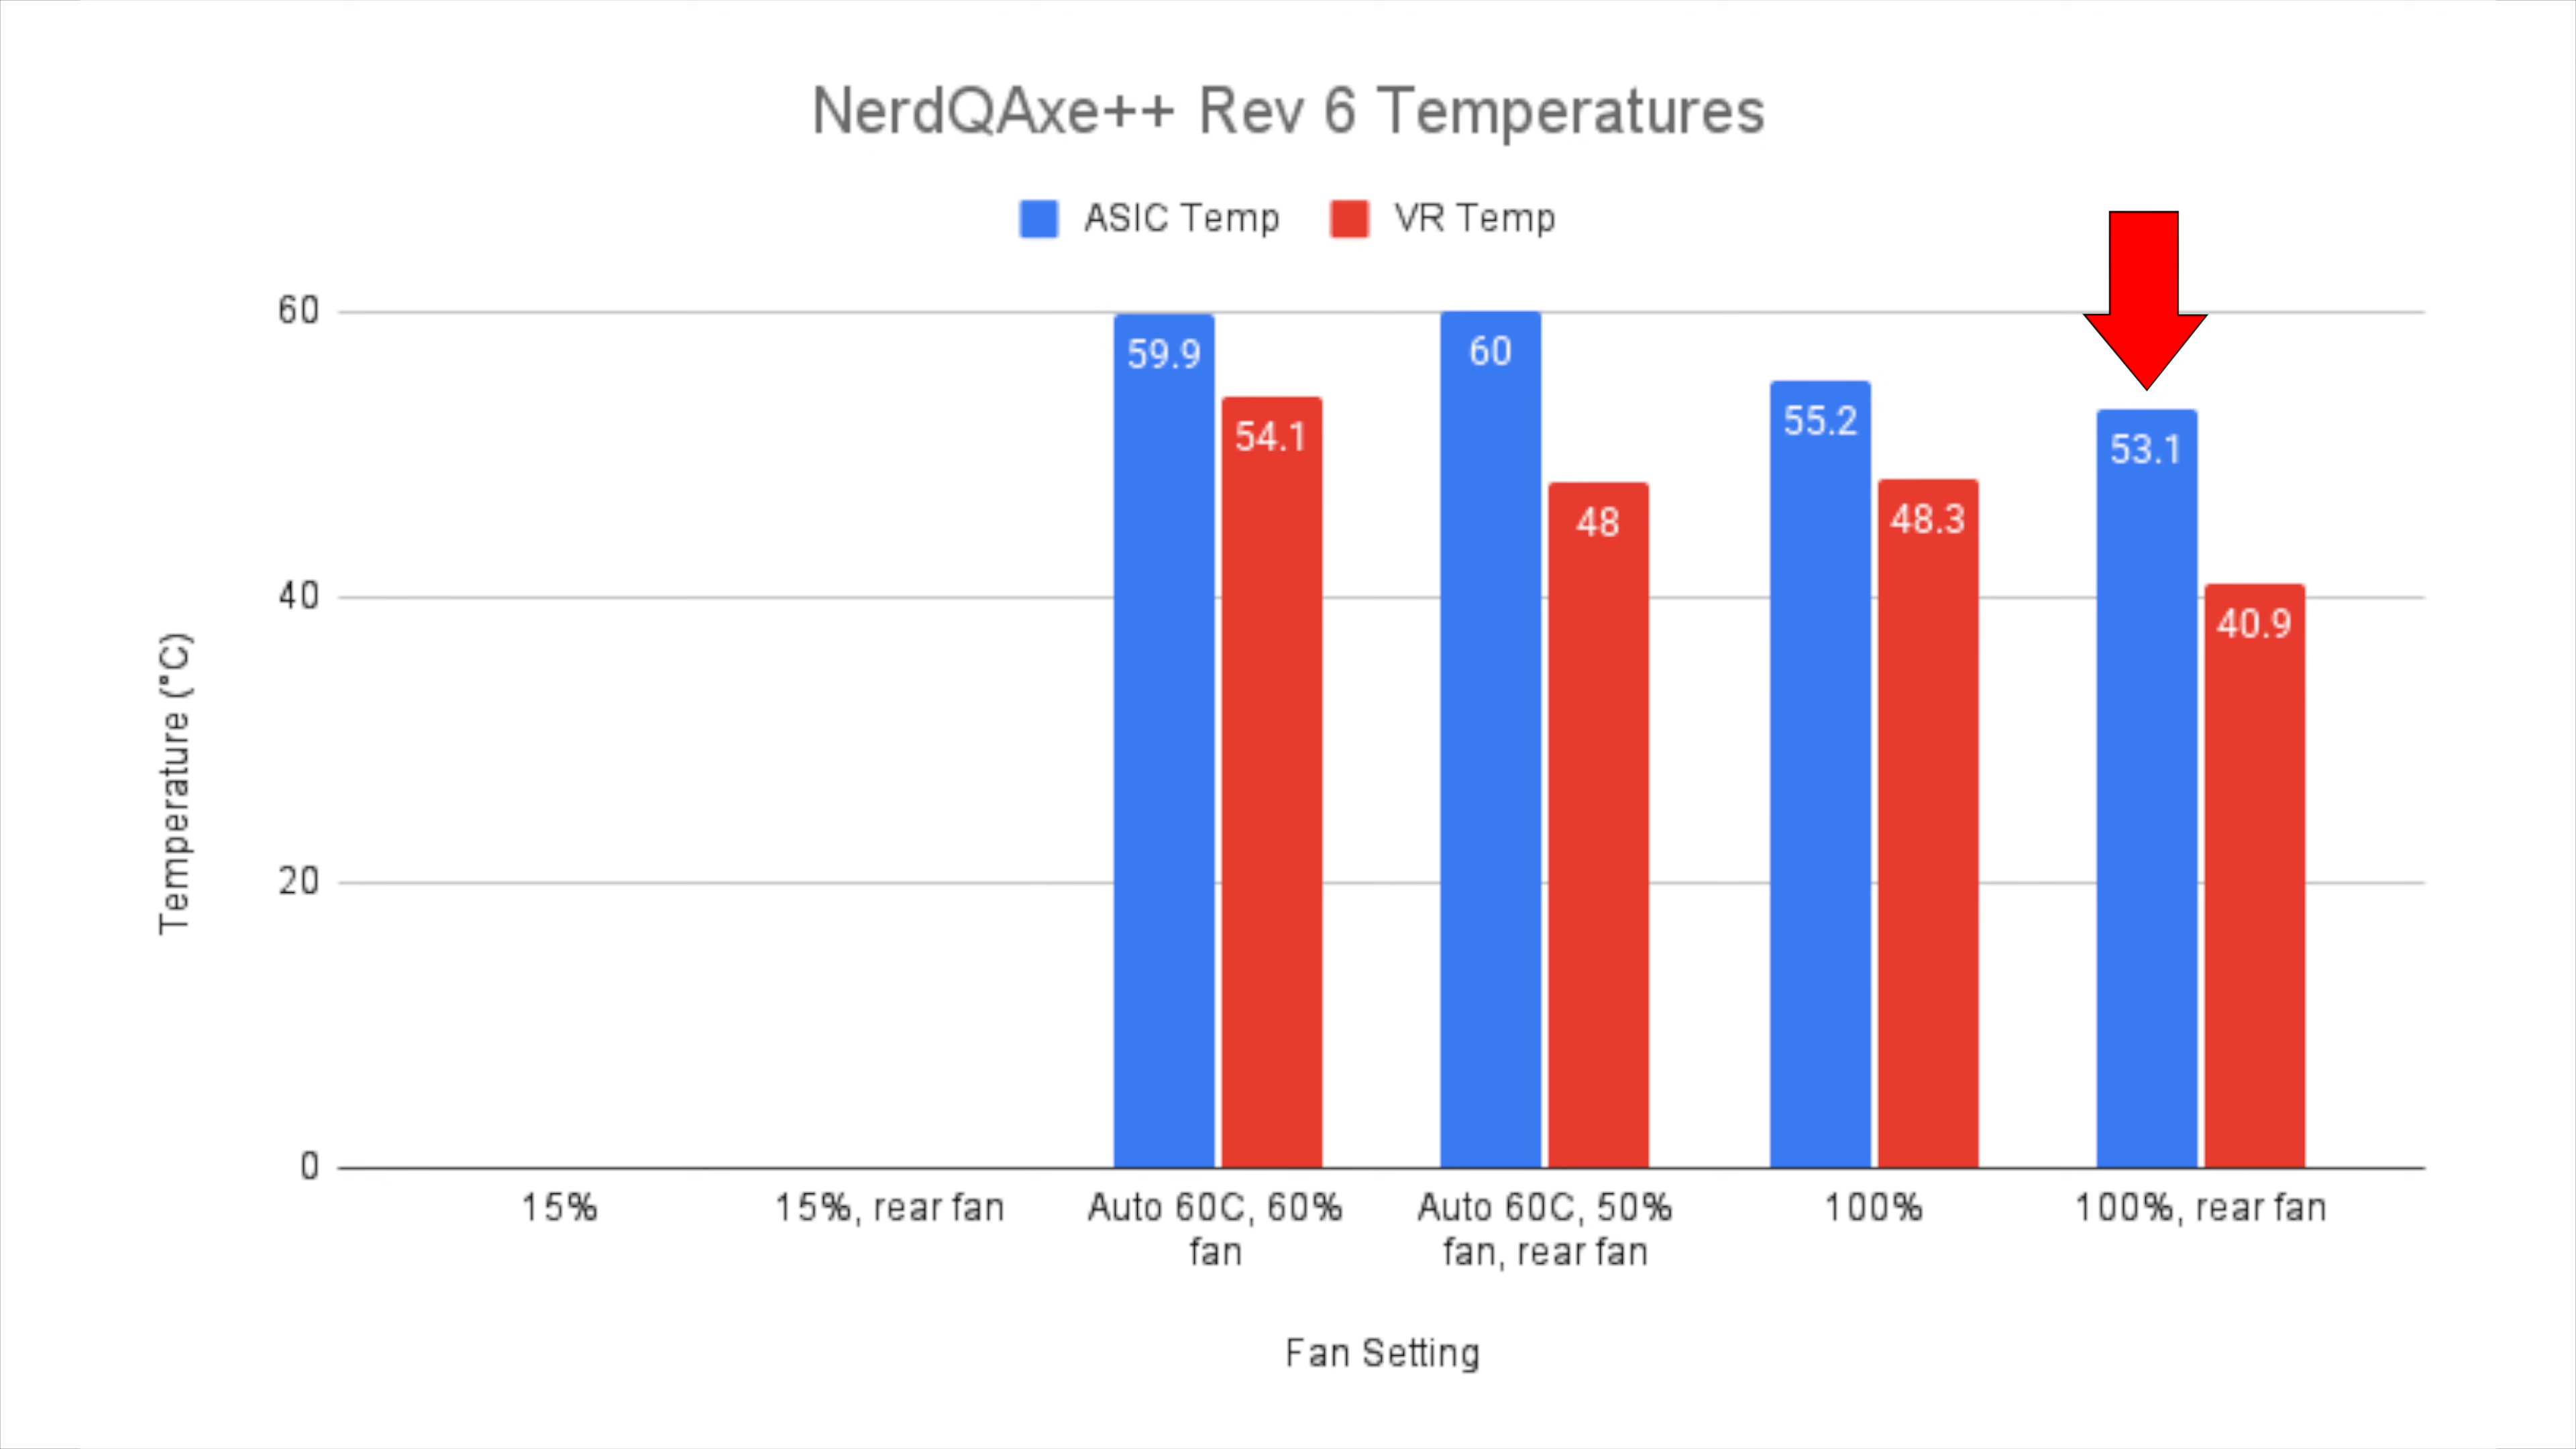 NerdQAxe++ Rev 6 Temperatures
ASIC Temp
VR Temp
60
40
20
0
Temperature (°C)
59.9
54.1
60
48
55.2
48.3
53.1
40.9
15%
15%, rear fan
Auto 60C, 60%
fan
Auto 60C, 50%
fan, rear fan
100%
100%, rear fan
Fan Setting